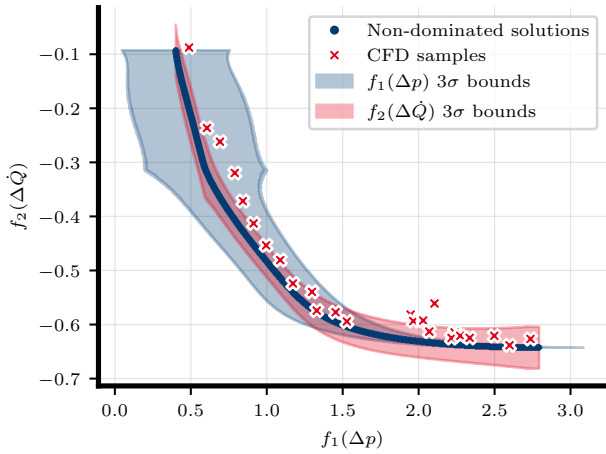 Non-dominated solutions
CFD samples
f₁(Δp) 3σ bounds
f₂(ΔQ̇) 3σ bounds
−0.1
−0.2
−0.3
−0.4
−0.5
−0.6
−0.7
f₂(ΔQ̇)
0.0 0.5 1.0 1.5 2.0 2.5 3.0
f₁(Δp)